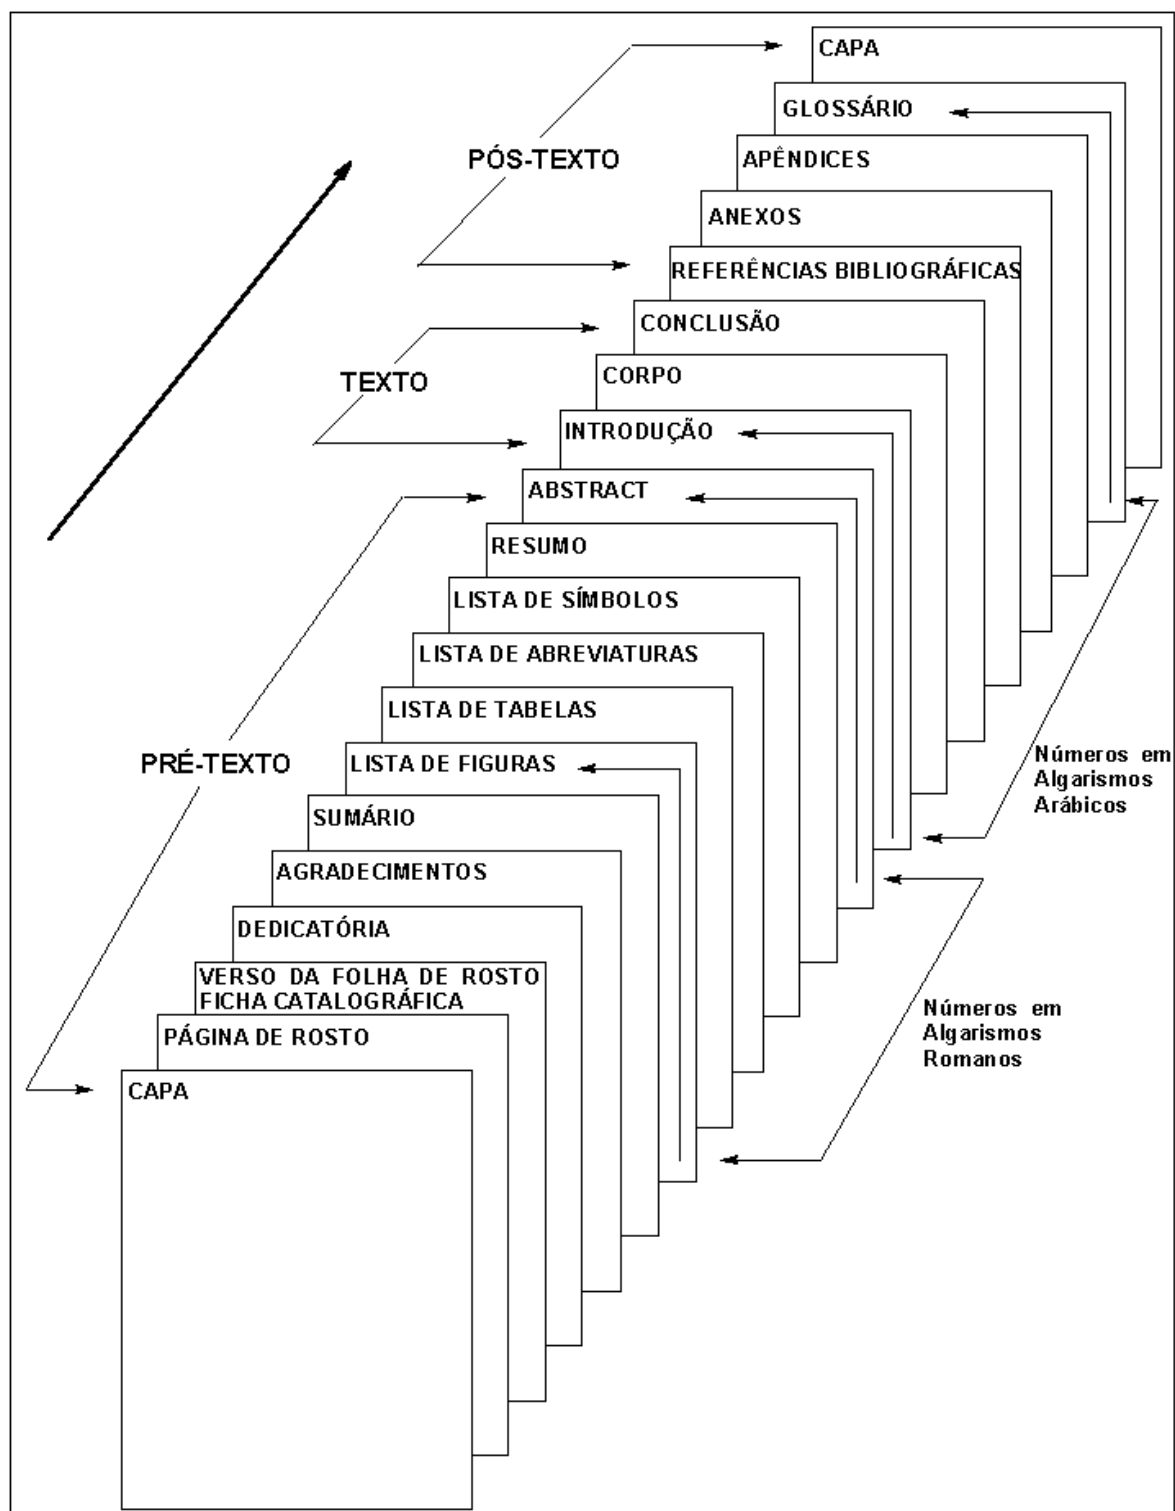 CAPA
GLOSSÁRIO
PÓS-TEXTO
APÊNDICES
ANEXOS
REFERÊNCIAS BIBLIOGRÁFICAS
CONCLUSÃO
TEXTO
CORPO
INTRODUÇÃO
ABSTRACT
RESUMO
LISTA DE SÍMBOLOS
LISTA DE ABREVIATURAS
LISTA DE TABELAS
PRÉ-TEXTO
LISTA DE FIGURAS
Números em
Algarismos
Arábicos
SUMÁRIO
AGRADECIMENTOS
DEDICATÓRIA
VERSO DA FOLHA DE ROSTO
FICHA CATALOGRÁFICA
Números em
Algarismos
Romanos
PÁGINA DE ROSTO
CAPA